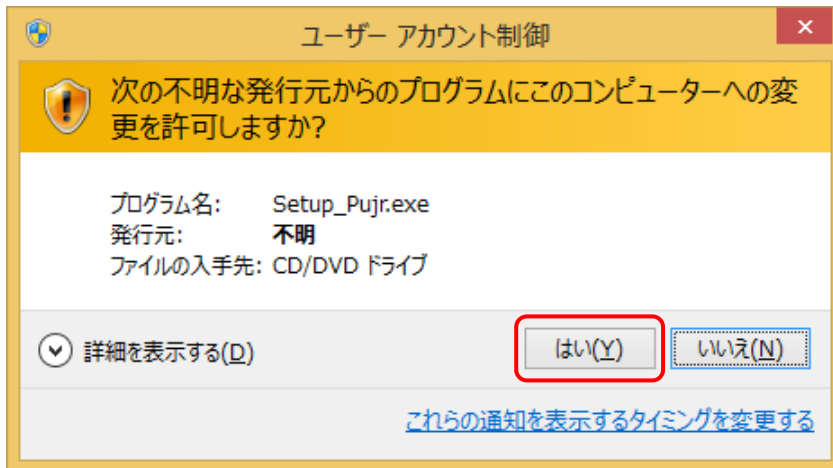 ユーザー アカウント制御
次の不明な発行元からのプログラムにこのコンピューターへの変
更を許可しますか?
プログラム名: Setup_Pujr.exe
発行元: 不明
ファイルの入手先: CD/DVD ドライブ
詳細を表示する(D) はい(Y) いいえ(N)
これらの通知を表示するタイミングを変更する